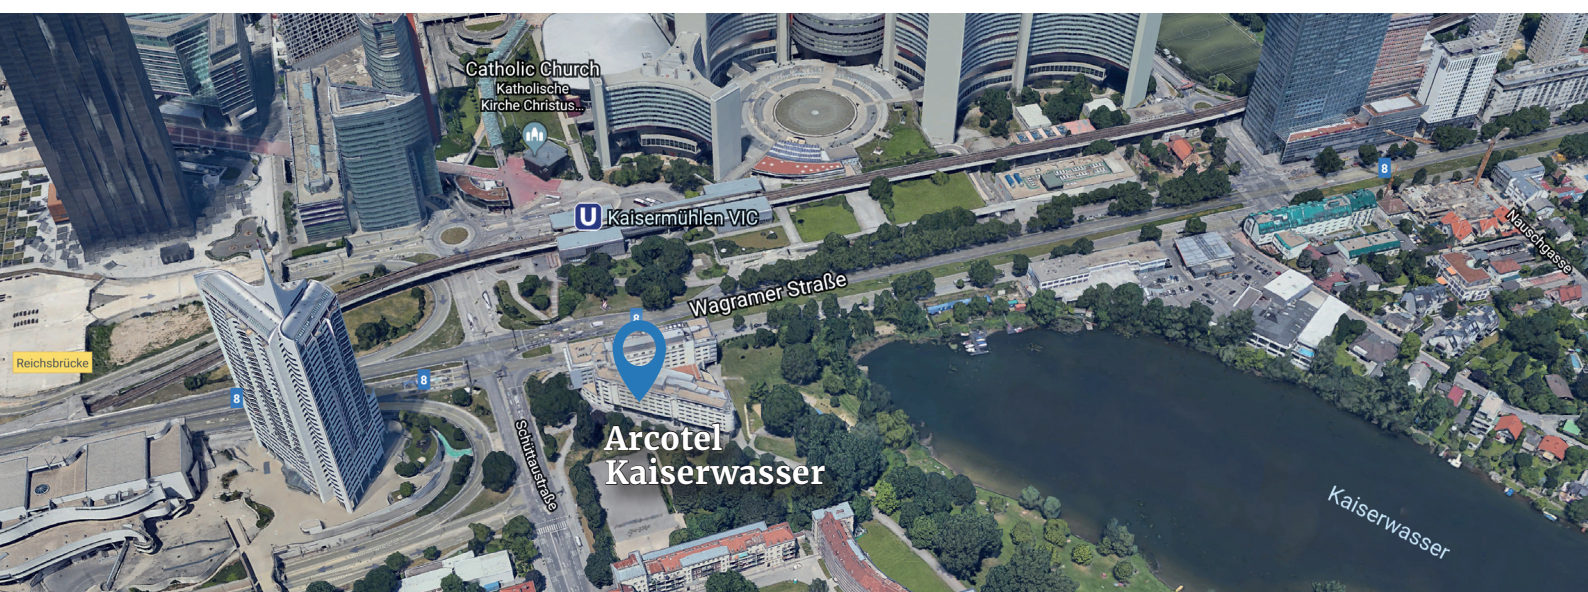 Catholic Church
Katholische
Kirche Christus...
U Kaisermühlen VIC
8
Nauschgasse
Wagramer Straße
8
Reichsbrücke
8
8
Arcotel
Kaiserwasser
Schüttaustraße
Kaiserwasser